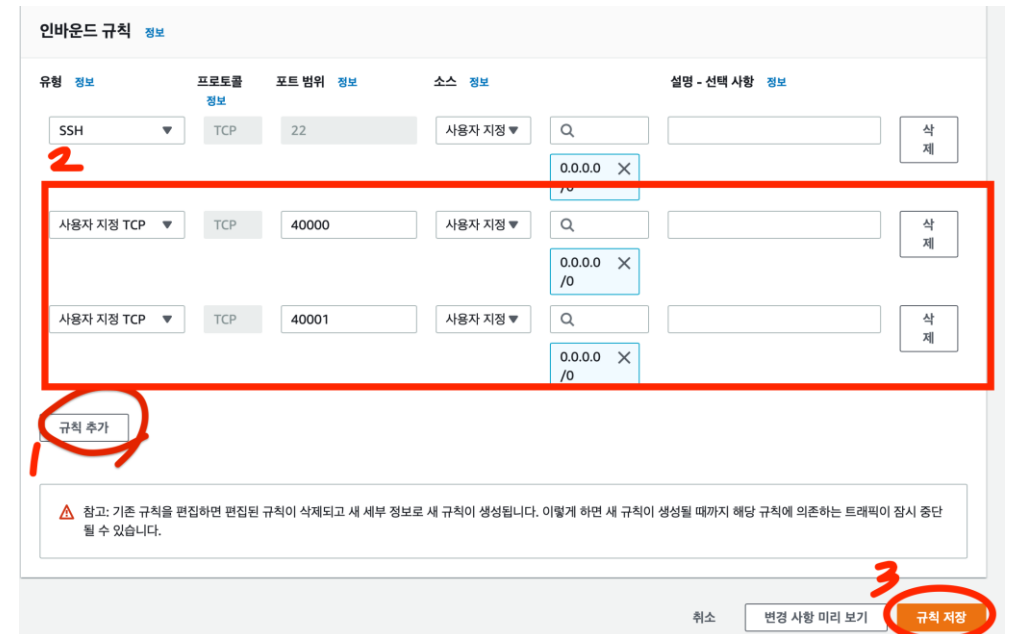 인바운드 규칙 정보
유형 정보 프로토콜 정보 포트 범위 정보 소스 정보 설명 - 선택 사항 정보
SSH TCP 22 사용자 지정 삭제
0.0.0.0/0
2
사용자 지정 TCP TCP 40000 사용자 지정 삭제
0.0.0.0/0
사용자 지정 TCP TCP 40001 사용자 지정 삭제
0.0.0.0/0
규칙 추가
1
참고: 기존 규칙을 편집하면 편집된 규칙이 삭제되고 새 세부 정보로 새 규칙이 생성됩니다. 이렇게 하면 새 규칙이 생성될 때까지 해당 규칙에 의존하는 트래픽이 잠시 중단
될 수 있습니다.
3
취소 변경 사항 미리 보기 규칙 저장